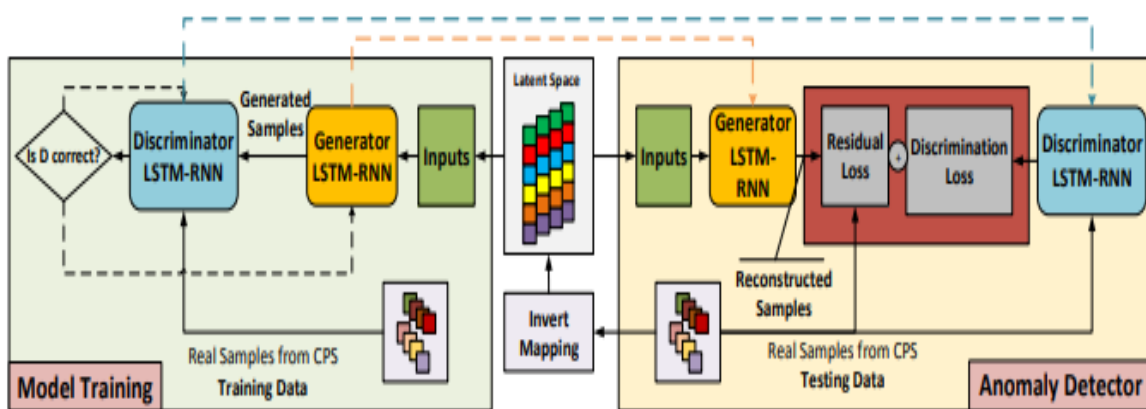 Is D correct?
Discriminator
LSTM-RNN
Generated
Samples
Generator
LSTM-RNN
Inputs
Real Samples from CPS
Training Data
Model Training
Latent Space
Invert
Mapping
Inputs
Generator
LSTM-
RNN
Residual
Loss
+
Discrimination
Loss
Discriminator
LSTM-RNN
Reconstructed
Samples
Real Samples from CPS
Testing Data
Anomaly Detector